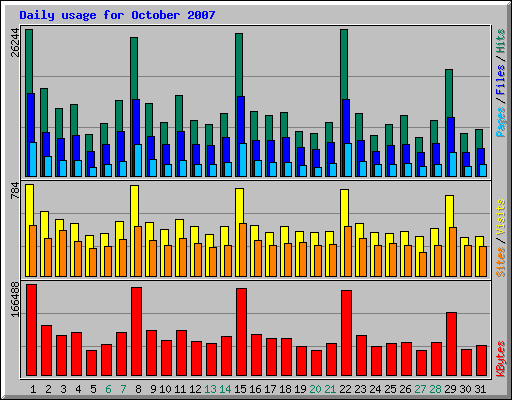 Daily usage for October 2007
26244
Pages / Files / Hits
784
Sites / Visits
166488
KBytes
1 2 3 4 5 6 7 8 9 10 11 12 13 14 15 16 17 18 19 20 21 22 23 24 25 26 27 28 29 30 31